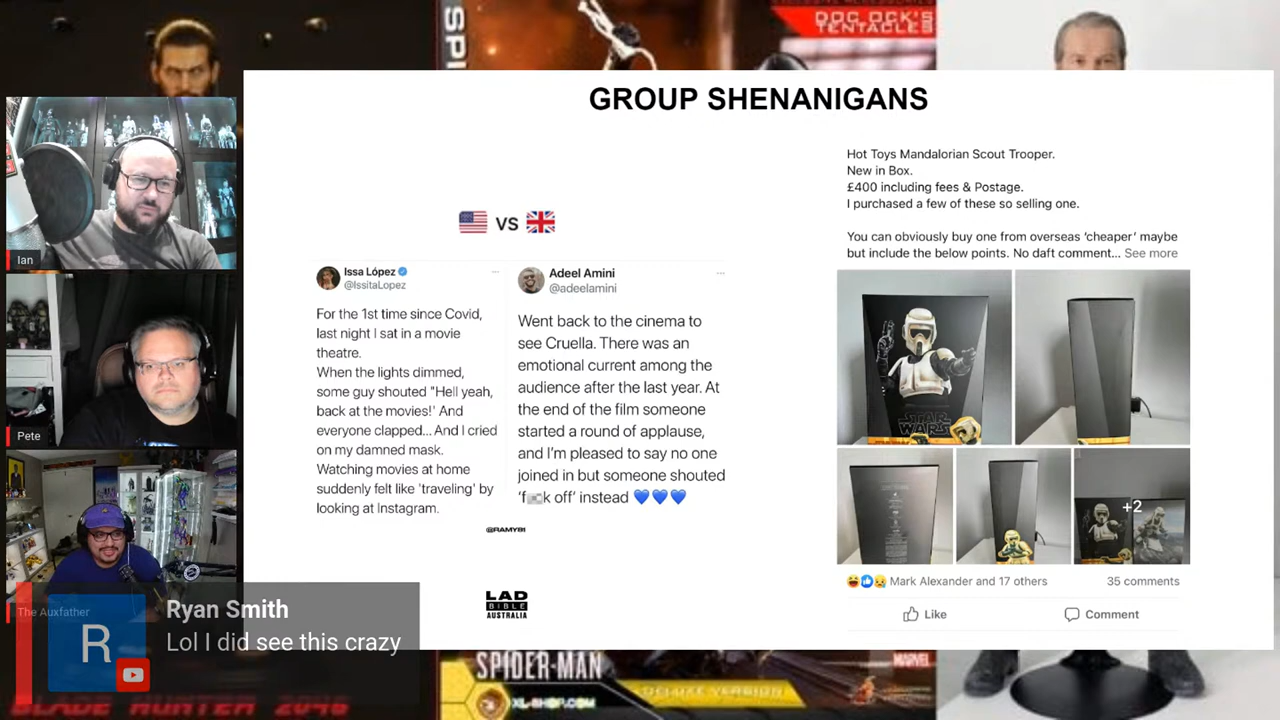 SPI
DOC OCK'S
TENTACLES
GROUP SHENANIGANS
VS
Issa López
@IssitaLopez
For the 1st time since Covid,
last night I sat in a movie
theatre.
When the lights dimmed,
some guy shouted "Hell yeah,
back at the movies!' And
everyone clapped... And I cried
on my damned mask.
Watching movies at home
suddenly felt like 'traveling' by
looking at Instagram.
Adeel Amini
@adeelamini
Went back to the cinema to
see Cruella. There was an
emotional current among the
audience after the last year. At
the end of the film someone
started a round of applause,
and I'm pleased to say no one
joined in but someone shouted
'f k off' instead 💙💙💙
@RAMY81
LAD
BIBLE
AUSTRALIA
Hot Toys Mandalorian Scout Trooper.
New in Box.
£400 including fees & Postage.
I purchased a few of these so selling one.
You can obviously buy one from overseas 'cheaper' maybe
but include the below points. No daft comment... See more
STAR
WARS
+2
Mark Alexander and 17 others
35 comments
Like
Comment
Ian
Pete
The Auxfather
R
Ryan Smith
Lol I did see this crazy
BLADE HUNTER 2046
SPIDER-MAN
DELUXE VERSION
MARVEL